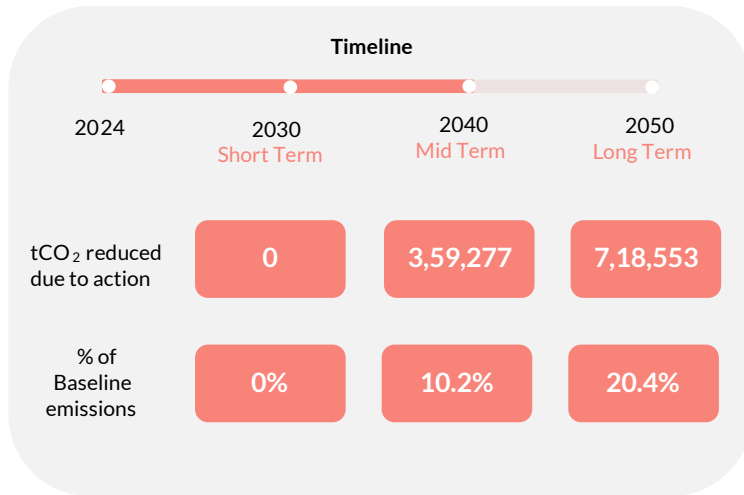 Timeline
2024
2030
Short Term
2040
Mid Term
2050
Long Term
tCO₂ reduced
due to action
0
3,59,277
7,18,553
% of
Baseline
emissions
0%
10.2%
20.4%